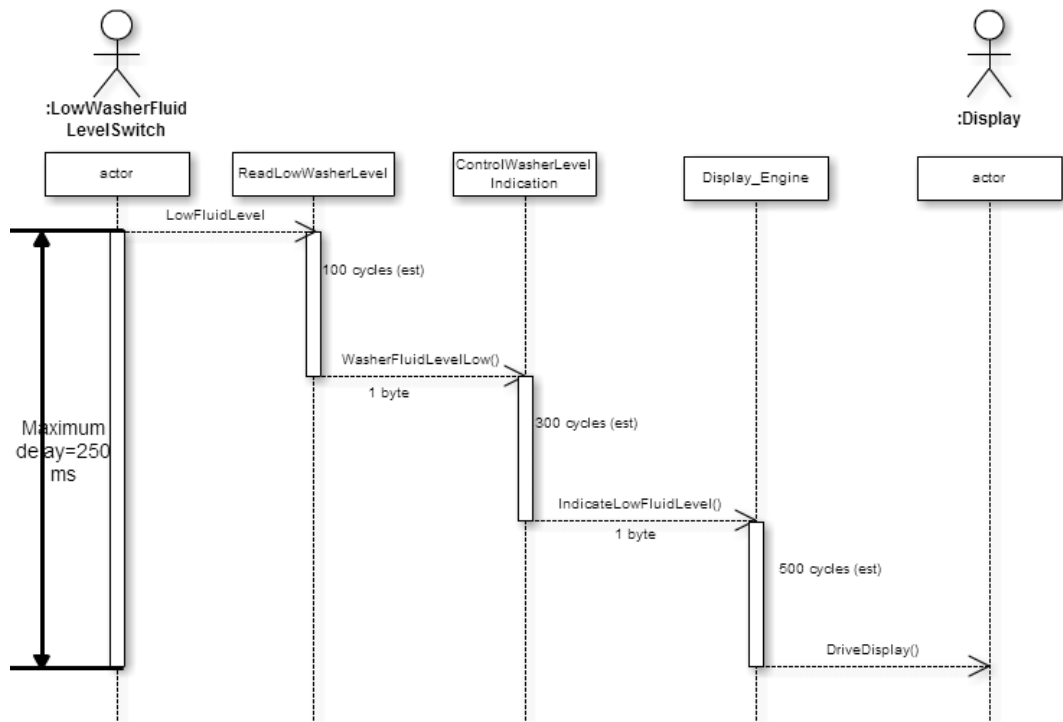 :LowWasherFluid
LevelSwitch
:Display
actor
ReadLowWasherLevel
ControlWasherLevel
Indication
Display_Engine
actor
LowFluidLevel
100 cycles (est)
WasherFluidLevelLow()
1 byte
300 cycles (est)
Maximum
delay=250
ms
IndicateLowFluidLevel()
1 byte
500 cycles (est)
DriveDisplay()